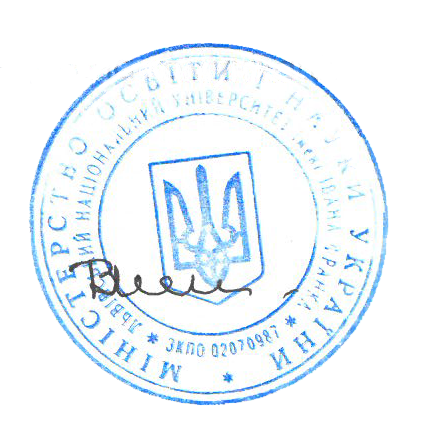 МІНІСТЕРСТВО ОСВІТИ І НАУКИ УКРАЇНИ *
ЛЬВІВСЬКИЙ НАЦІОНАЛЬНИЙ УНІВЕРСИТЕТ імені ІВАНА ФРАНКА
* ЗКПО 02070987 *